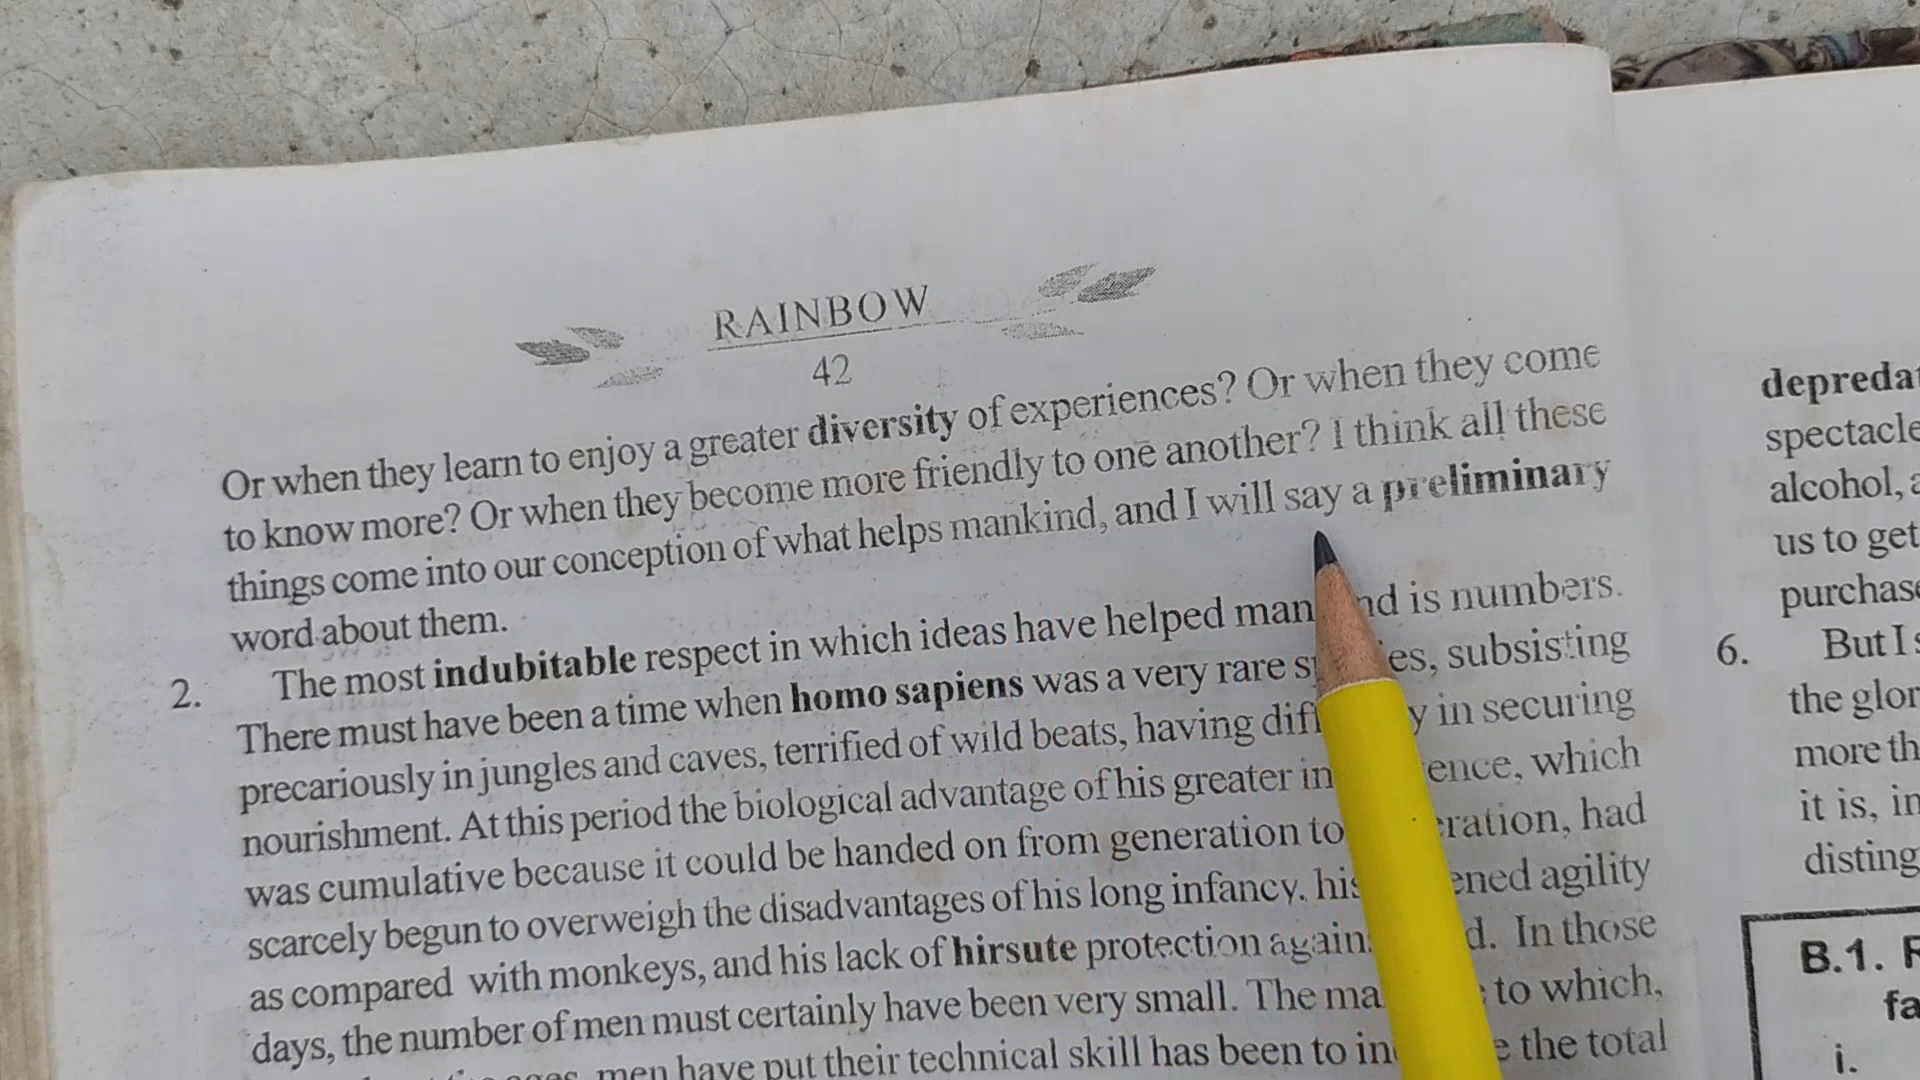 RAINBOW
42
Or when they learn to enjoy a greater diversity of experiences? Or when they come
to know more? Or when they become more friendly to one another? I think all these
things come into our conception of what helps mankind, and I will say a preliminary
word about them.
2. The most indubitable respect in which ideas have helped man nd is numbers.
There must have been a time when homo sapiens was a very rare s es, subsisting
precariously in jungles and caves, terrified of wild beats, having diff y in securing
nourishment. At this period the biological advantage of his greater in ence, which
was cumulative because it could be handed on from generation to ration, had
scarcely begun to overweigh the disadvantages of his long infancy, his ened agility
as compared with monkeys, and his lack of hirsute protection again d. In those
days, the number of men must certainly have been very small. The ma to which,
men have put their technical skill has been to in e the total
depreda
spectacle
alcohol, a
us to get
purchase
6. But I s
the glor
more th
it is, in
disting
B.1. F
fa
i.